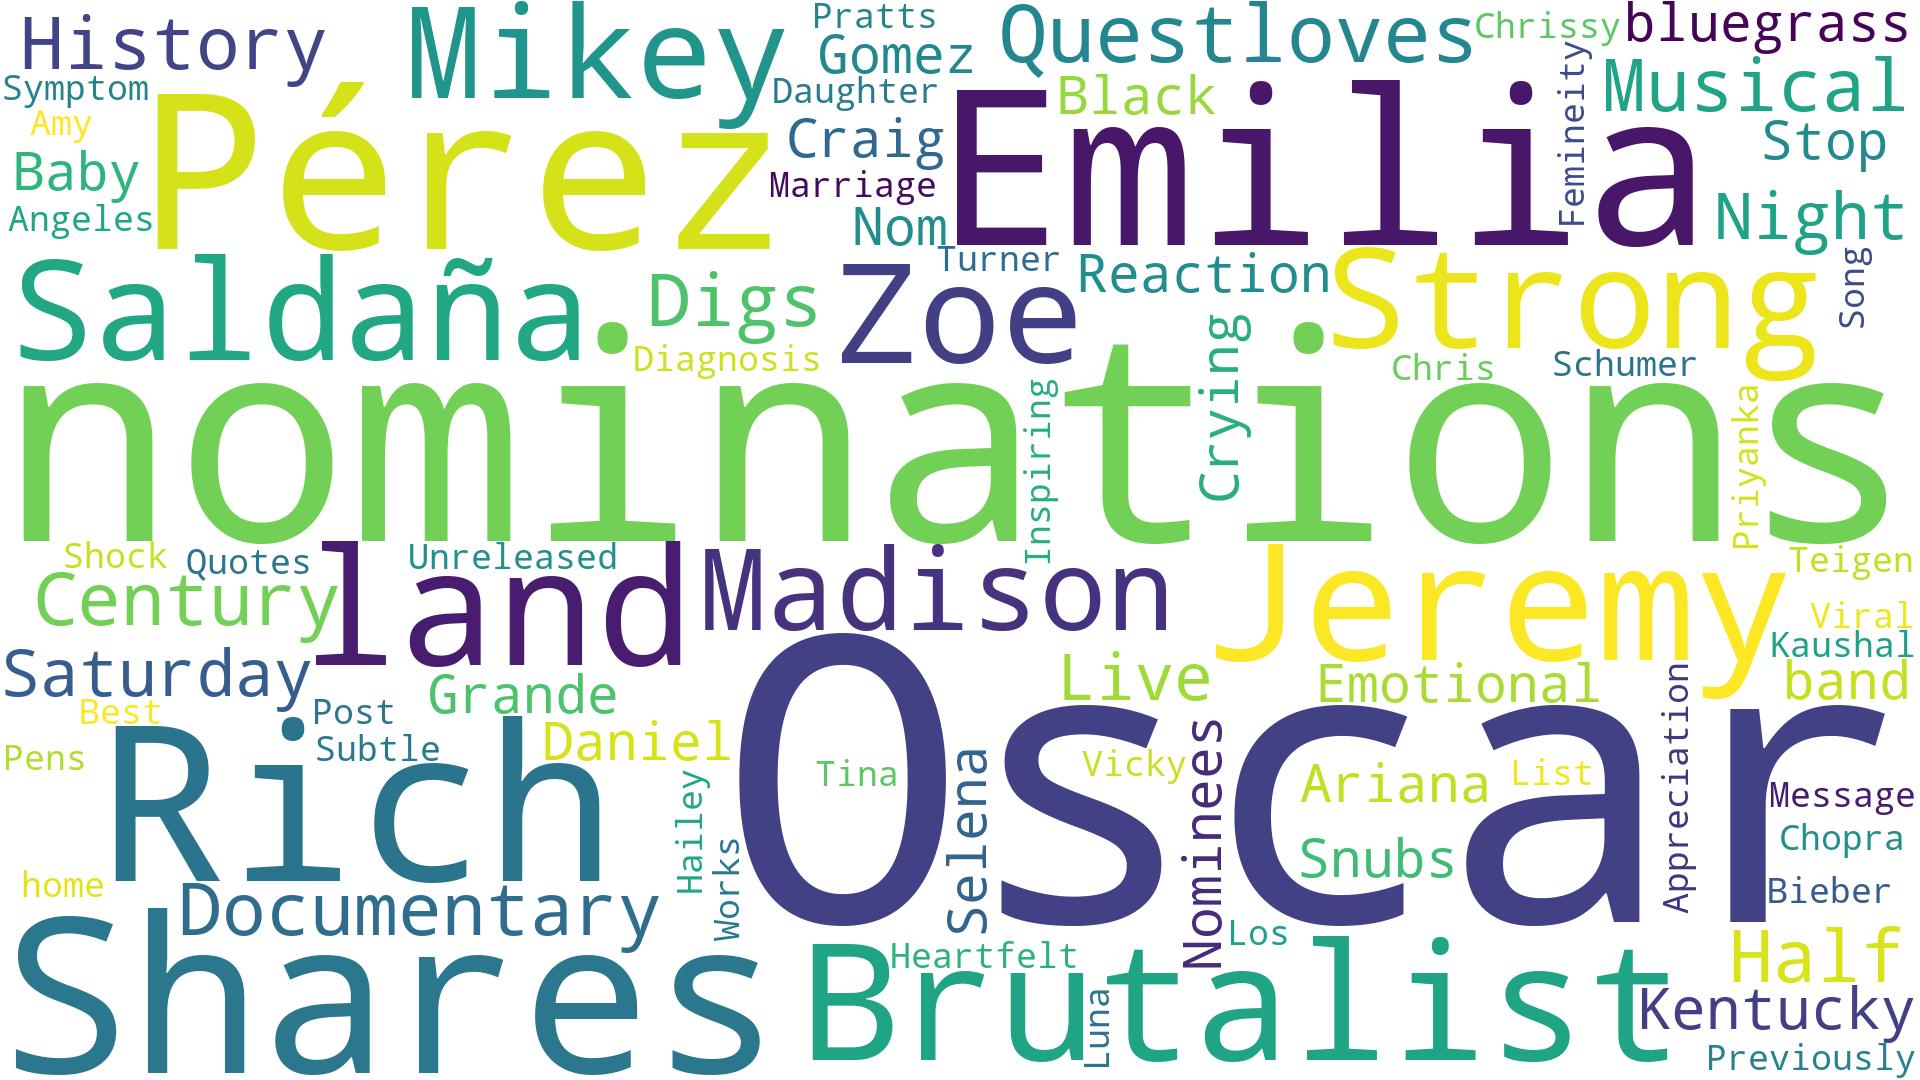 History
Mikey
Pratts
Gomez
Questloves
Chrissy
bluegrass
Symptom
Amy
Pérez
Daughter
Black
Femineity
Musical
Baby
Craig
Emilia
Stop
Angeles
Marriage
Nom
Night
Saldaña
Digs
Zoe
Turner
Reaction
Strong
Song
Diagnosis
Crying
Chris
Schumer
nominations
Inspiring
Priyanka
Shock
Quotes
Unreleased
Century
land
Madison
Jeremy
Teigen
Viral
Kaushal
Saturday
Grande
Live
Emotional
band
Best
Post
Subtle
Daniel
Oscar
Appreciation
Pens
Rich
Tina
Selena
Vicky
Nominees
Ariana
List
Message
Hailey
Works
Snubs
Chopra
home
Documentary
Bieber
Shares
Brutalist
Heartfelt
Los
Half
Luna
Kentucky
Previously